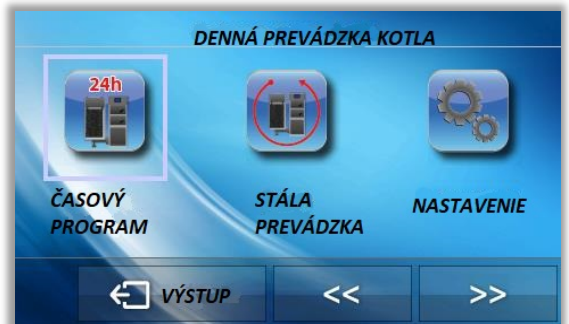 DENNÁ PREVÁDZKA KOTLA
24h
ČASOVÝ
PROGRAM
STÁLA
PREVÁDZKA
NASTAVENIE
VÝSTUP
<<
>>